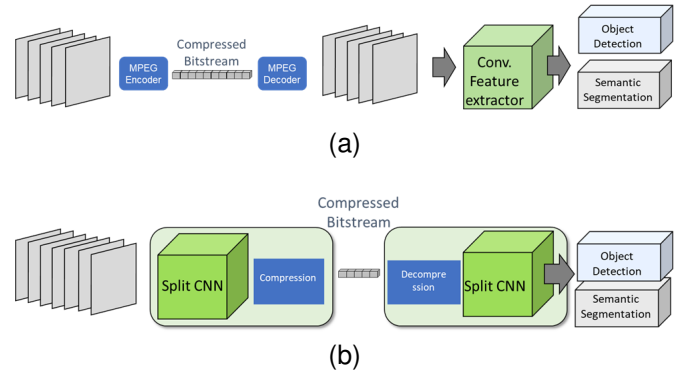 Compressed
Bitstream
MPEG
Encoder
MPEG
Decoder
Conv.
Feature
extractor
Object
Detection
Semantic
Segmentation
(a)
Compressed
Bitstream
Split CNN
Compression
Decompre
ssion
Split CNN
Object
Detection
Semantic
Segmentation
(b)